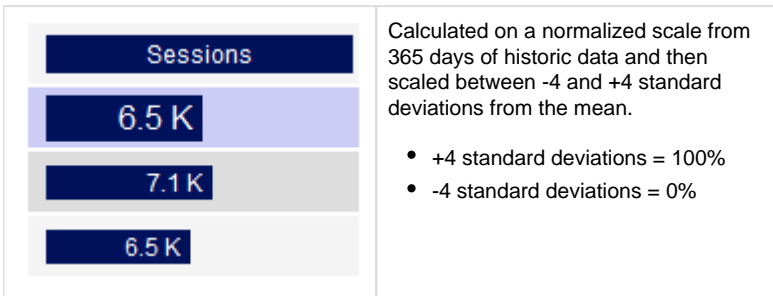 Sessions
6.5 K
7.1 K
6.5 K
Calculated on a normalized scale from
365 days of historic data and then
scaled between -4 and +4 standard
deviations from the mean.
• +4 standard deviations = 100%
• -4 standard deviations = 0%